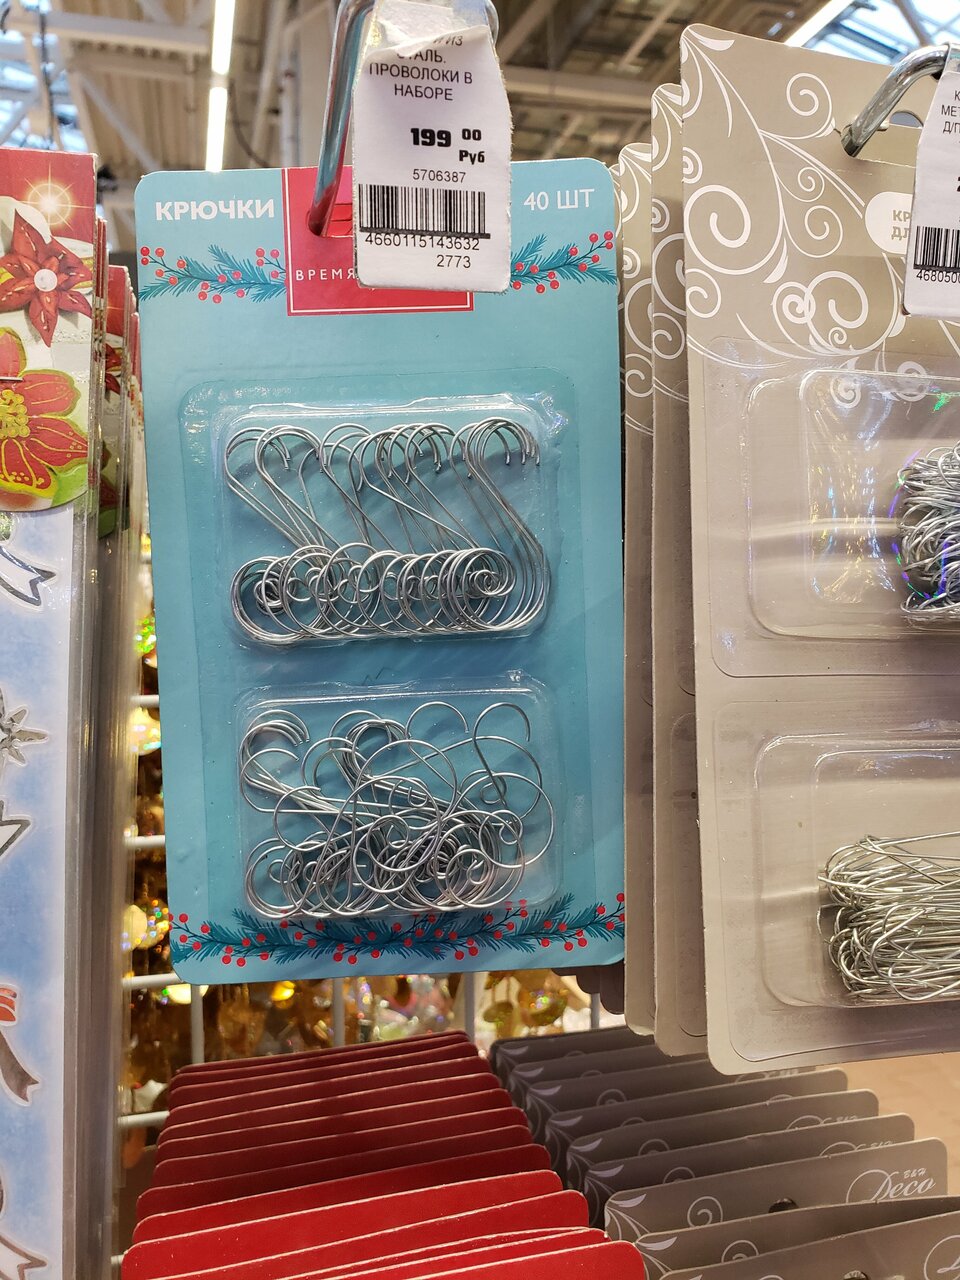 СТАЛЬ.
ПРОВОЛОКИ В
НАБОРЕ
199 00
Руб
5706387
4660115143632
2773
КРЮЧКИ
40 ШТ
ВРЕМЯ
B&H
Deco